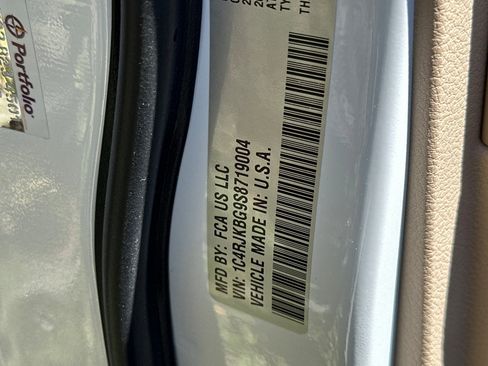 MFD BY: FCA US LLC
VIN: 1C4RJKBG9S8719004
VEHICLE MADE IN: U.S.A.
Portfolio